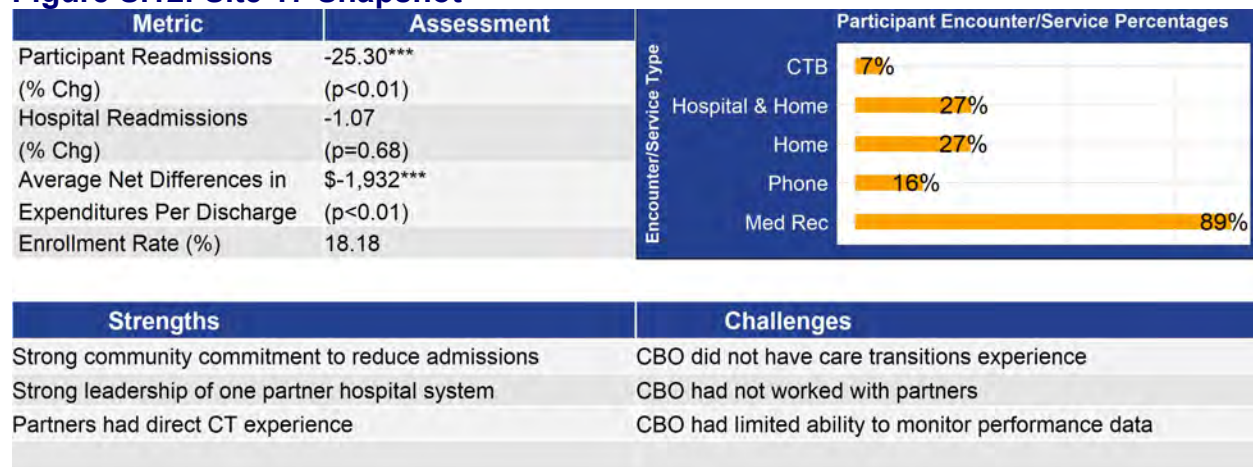 Metric Assessment
Participant Readmissions -25.30***
(% Chg) (p<0.01)
Hospital Readmissions -1.07
(% Chg) (p=0.68)
Average Net Differences in $-1,932***
Expenditures Per Discharge (p<0.01)
Enrollment Rate (%) 18.18
Participant Encounter/Service Percentages
Encounter/Service Type
CTB 7%
Hospital & Home 27%
Home 27%
Phone 16%
Med Rec 89%
Strengths Challenges
Strong community commitment to reduce admissions CBO did not have care transitions experience
Strong leadership of one partner hospital system CBO had not worked with partners
Partners had direct CT experience CBO had limited ability to monitor performance data